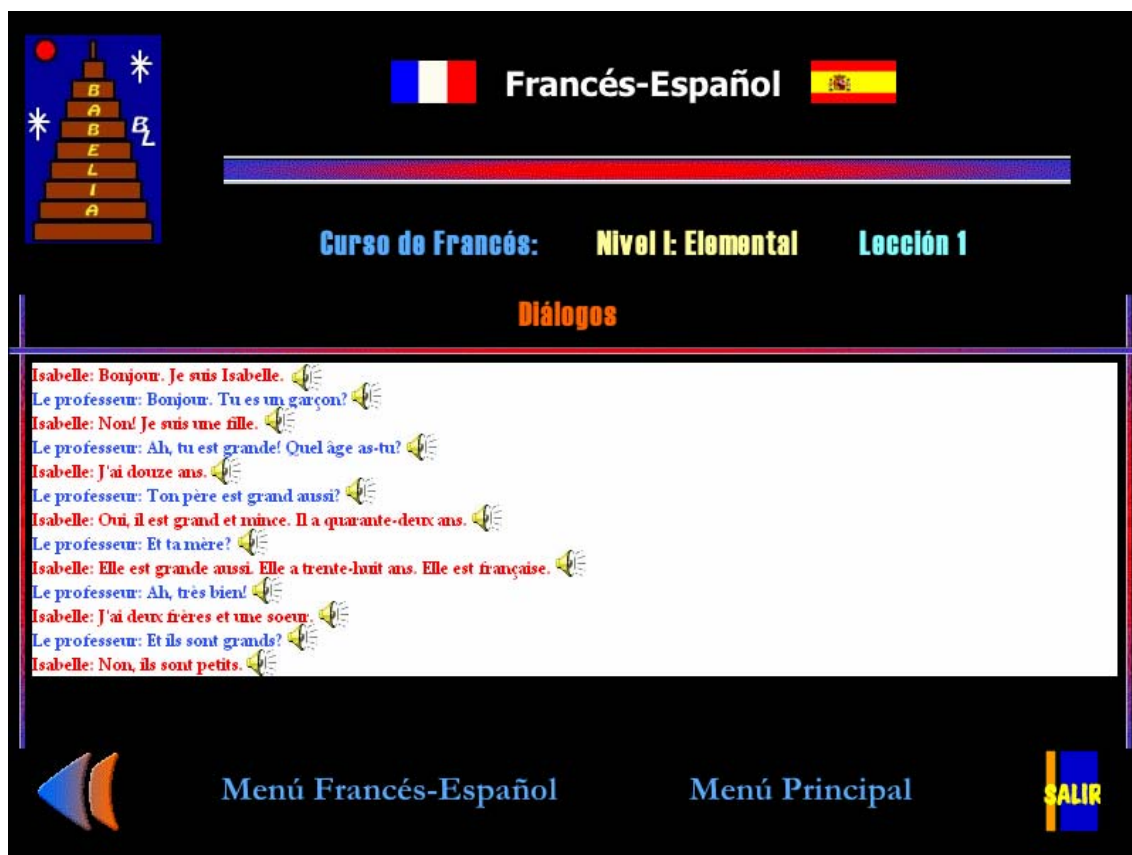 BABELIA
BL
Francés-Español
Curso de Francés: Nivel I: Elemental Lección 1
Diálogos
Isabelle: Bonjour. Je suis Isabelle.
Le professeur: Bonjour. Tu es un garçon?
Isabelle: Non! Je suis une fille.
Le professeur: Ah, tu est grande! Quel âge as-tu?
Isabelle: J'ai douze ans.
Le professeur: Ton père est grand aussi?
Isabelle: Oui, il est grand et mince. Il a quarante-deux ans.
Le professeur: Et ta mère?
Isabelle: Elle est grande aussi. Elle a trente-huit ans. Elle est française.
Le professeur: Ah, très bien!
Isabelle: J'ai deux frères et une soeur.
Le professeur: Et ils sont grands?
Isabelle: Non, ils sont petits.
Menú Francés-Español Menú Principal SALIR